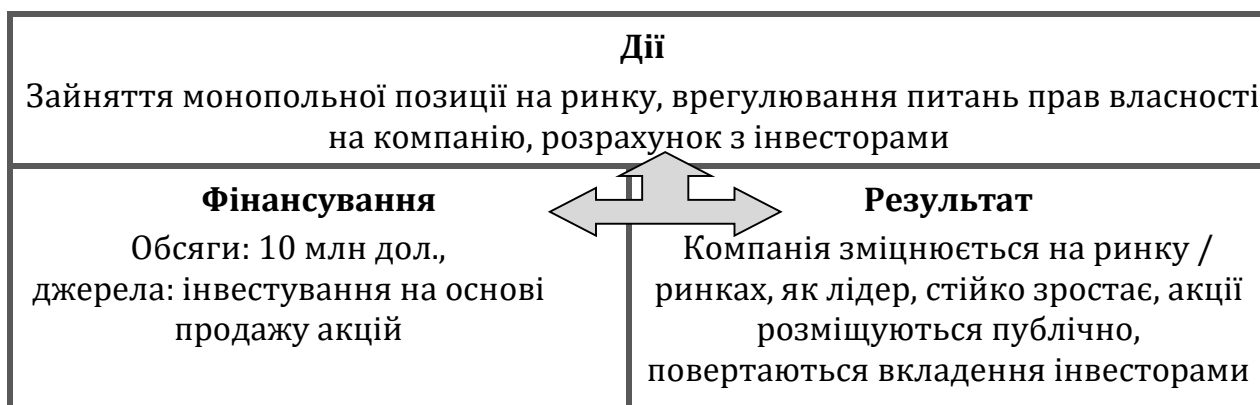 Дії
Зайняття монопольної позиції на ринку, врегулювання питань прав власності
на компанію, розрахунок з інвесторами
Фінансування
Обсяги: 10 млн дол.,
джерела: інвестування на основі
продажу акцій
Результат
Компанія зміцнюється на ринку /
ринках, як лідер, стійко зростає, акції
розміщуються публічно,
повертаються вкладення інвесторами